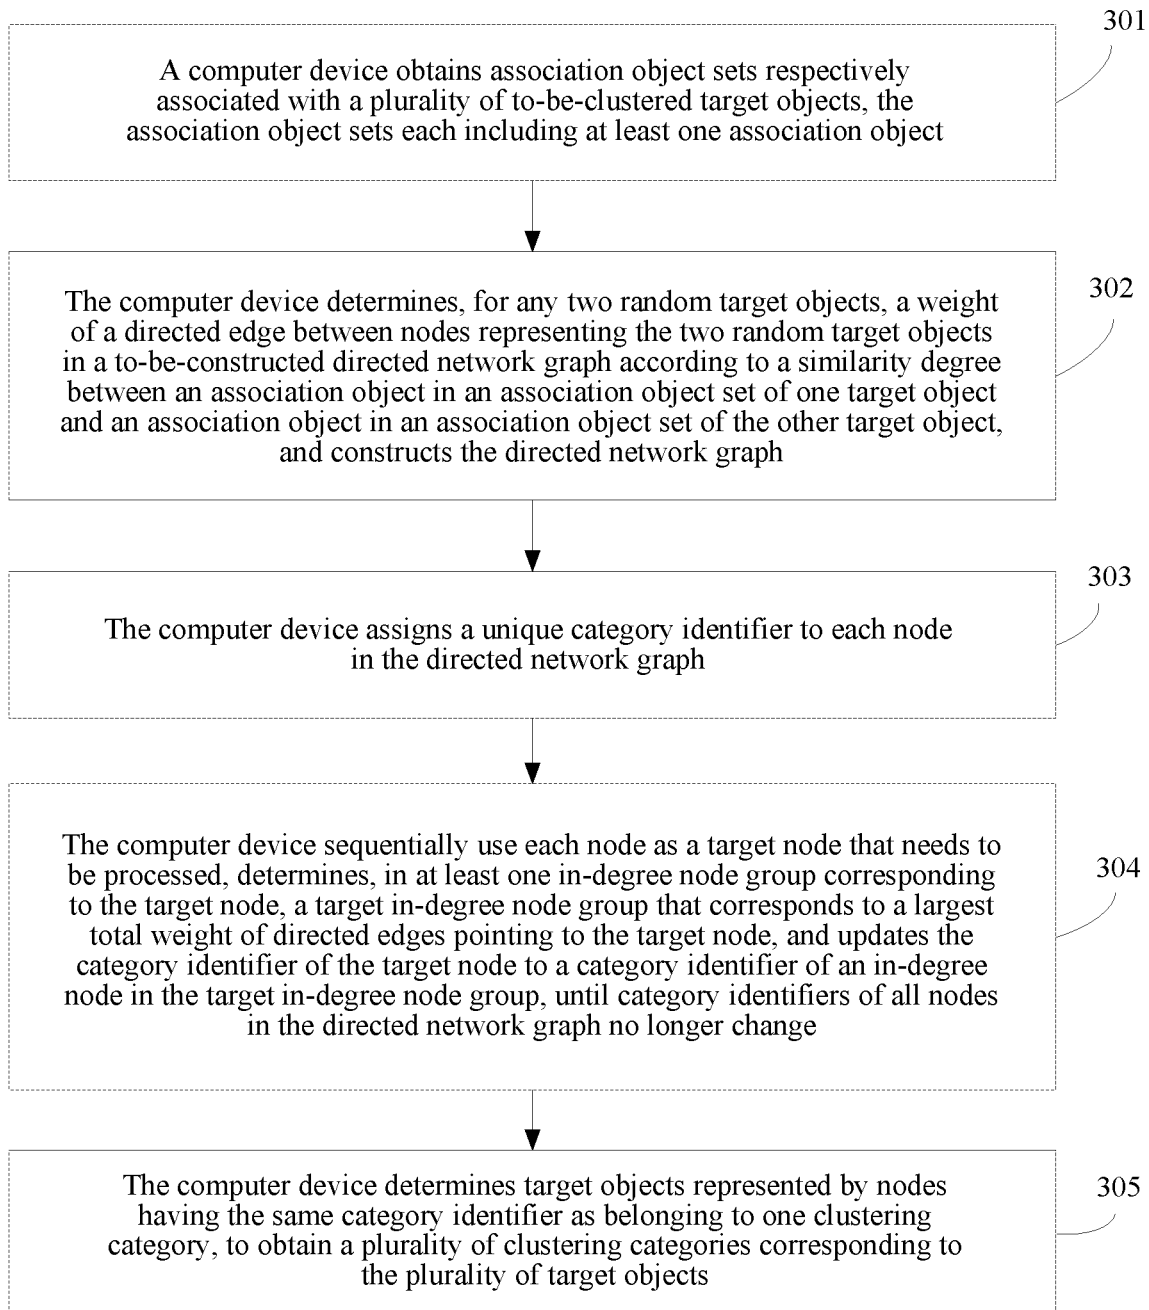 301
A computer device obtains association object sets respectively
associated with a plurality of to-be-clustered target objects, the
association object sets each including at least one association object
302
The computer device determines, for any two random target objects, a weight
of a directed edge between nodes representing the two random target objects
in a to-be-constructed directed network graph according to a similarity degree
between an association object in an association object set of one target object
and an association object in an association object set of the other target object,
and constructs the directed network graph
303
The computer device assigns a unique category identifier to each node
in the directed network graph
304
The computer device sequentially use each node as a target node that needs to
be processed, determines, in at least one in-degree node group corresponding
to the target node, a target in-degree node group that corresponds to a largest
total weight of directed edges pointing to the target node, and updates the
category identifier of the target node to a category identifier of an in-degree
node in the target in-degree node group, until category identifiers of all nodes
in the directed network graph no longer change
305
The computer device determines target objects represented by nodes
having the same category identifier as belonging to one clustering
category, to obtain a plurality of clustering categories corresponding to
the plurality of target objects